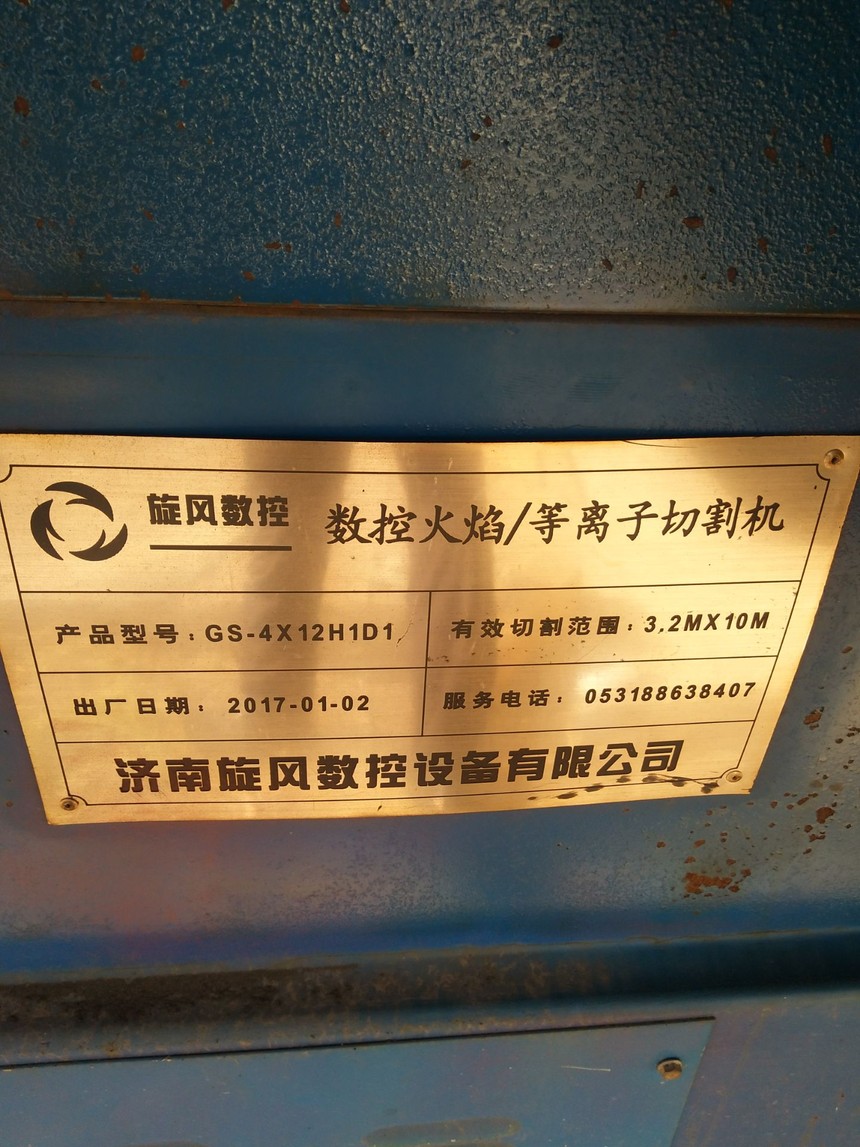 旋风数控 数控火焰/等离子切割机
产品型号：GS-4X12H1D1 有效切割范围：3.2MX10M
出厂日期：2017-01-02 服务电话：053188638407
济南旋风数控设备有限公司